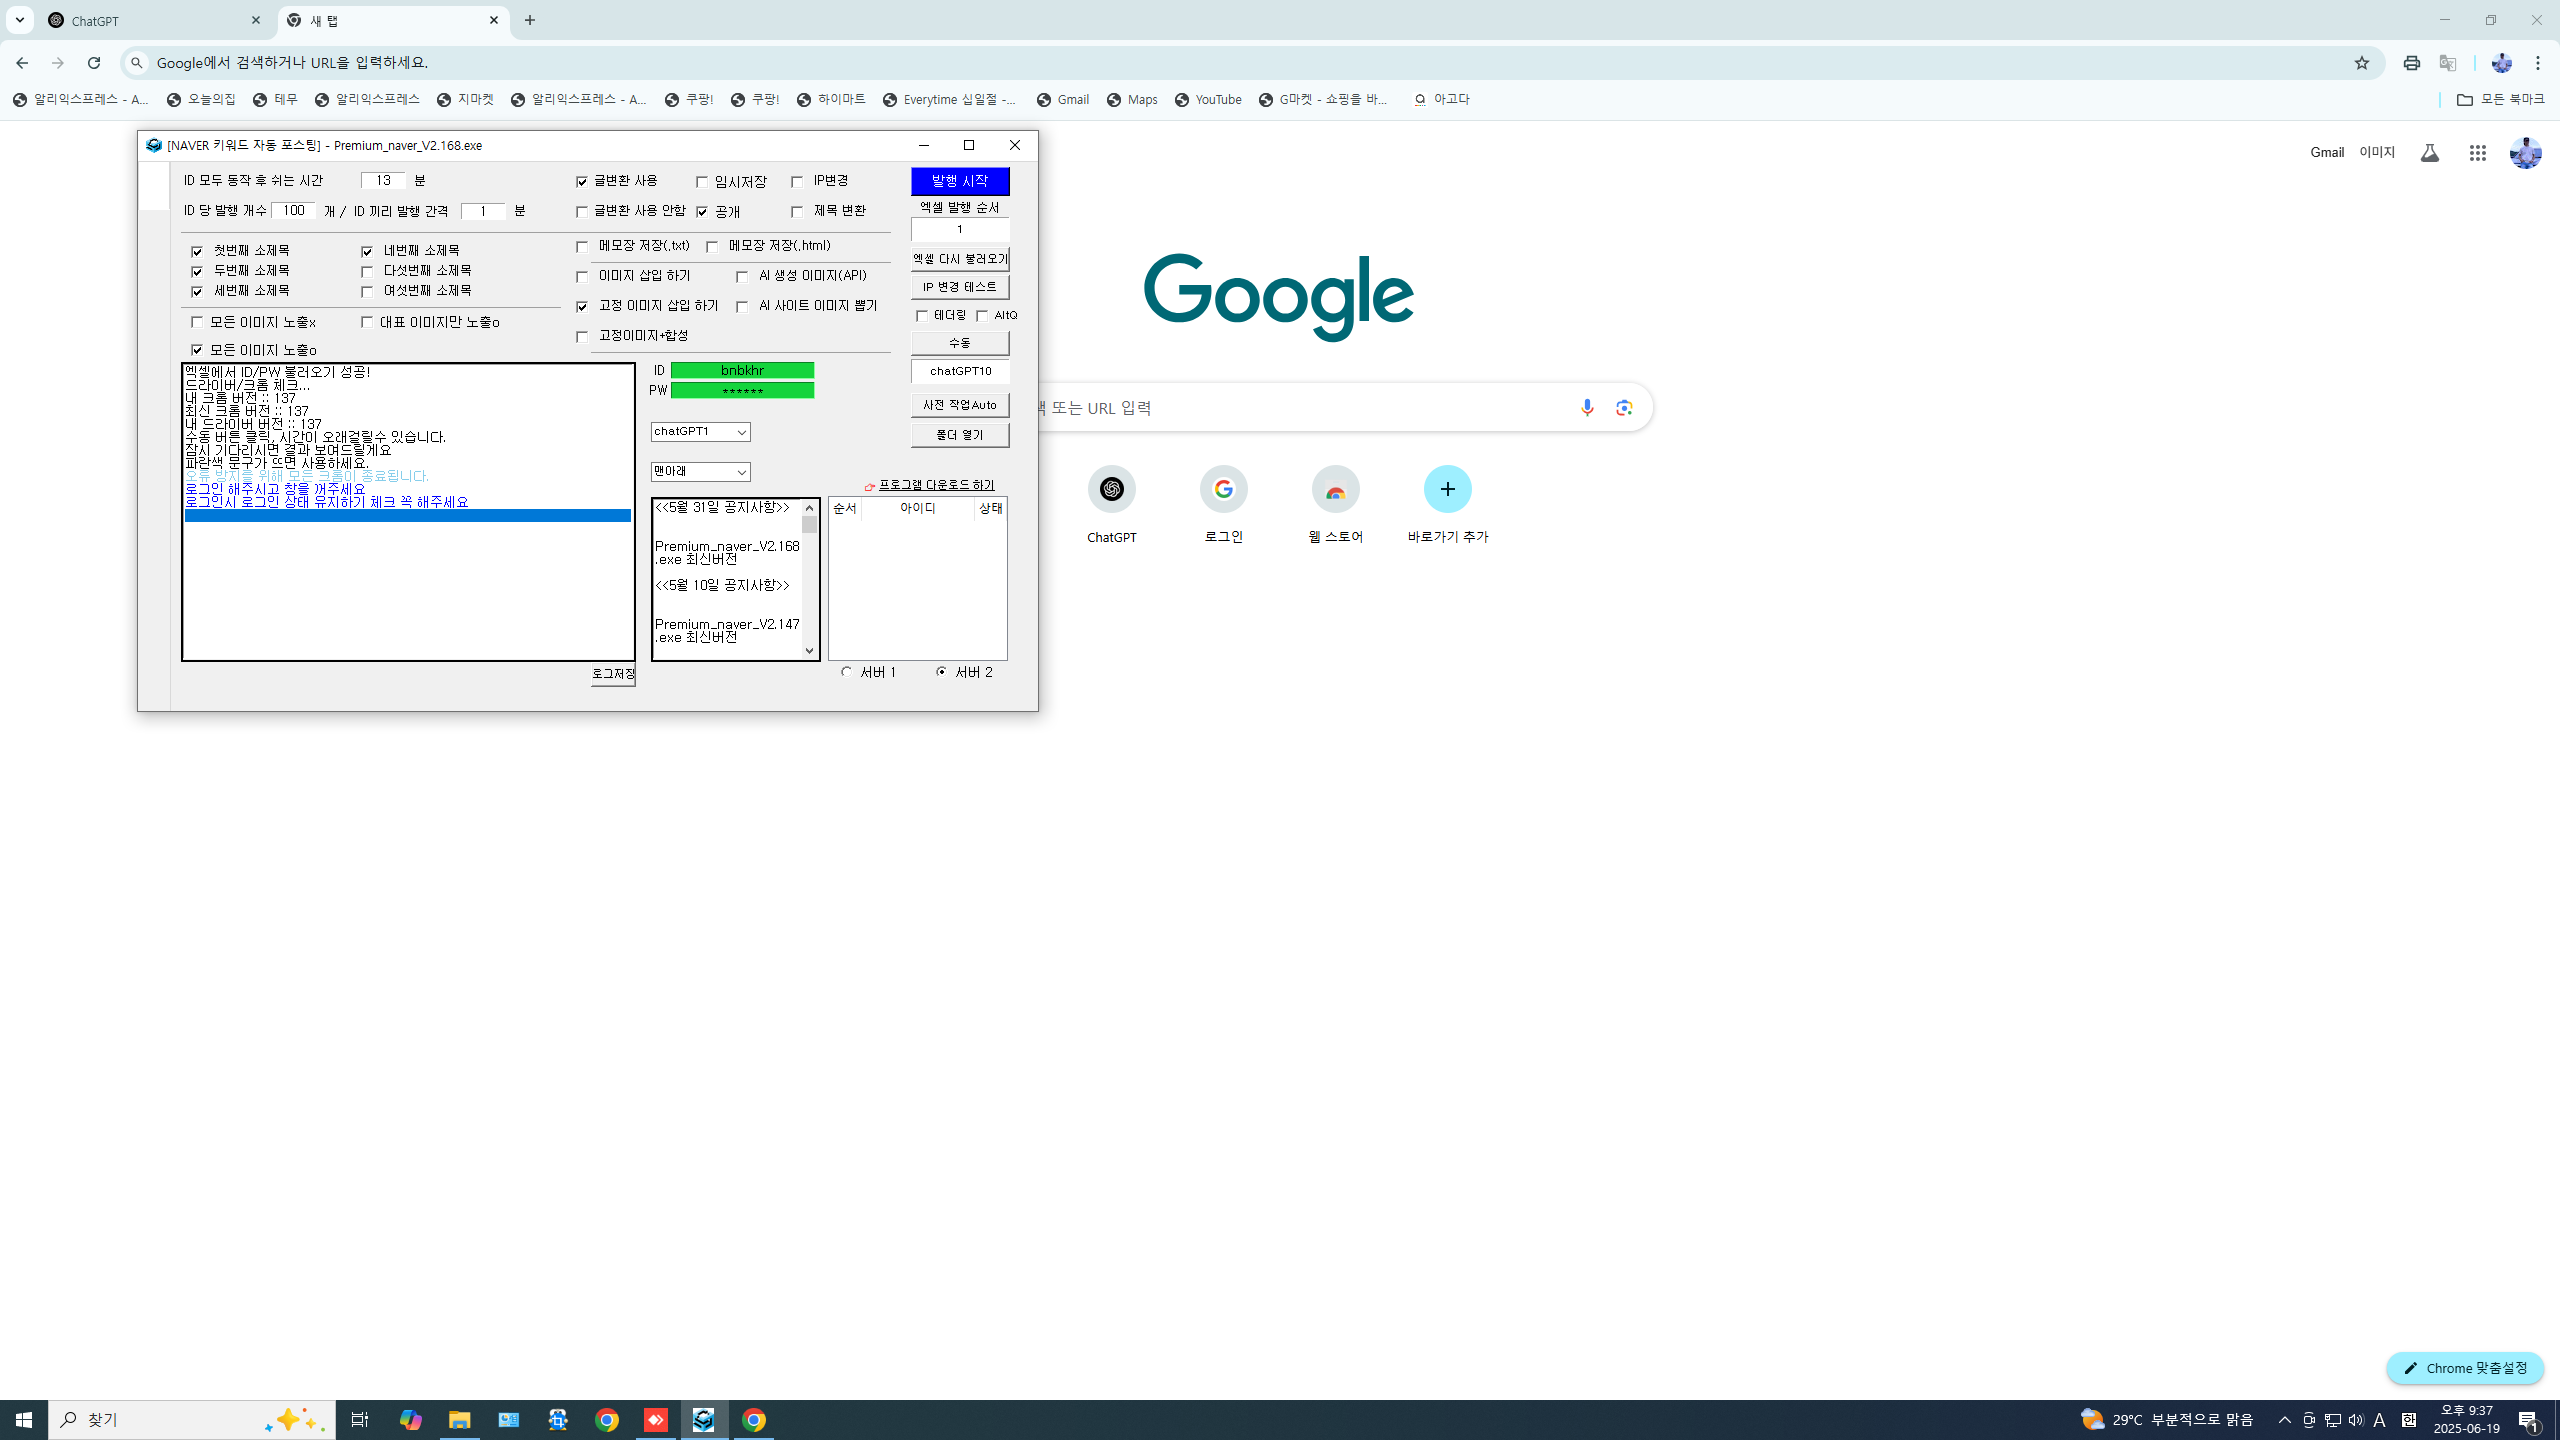 ChatGPT
새 탭
Google에서 검색하거나 URL을 입력하세요.
알리익스프레스 - A...
오늘의집
테무
알리익스프레스
지마켓
알리익스프레스 - A...
쿠팡!
쿠팡!
하이마트
Everytime 십일절 -...
Gmail
Maps
YouTube
G마켓 - 쇼핑을 바...
아고다
모든 북마크
Gmail
이미지
[NAVER 키워드 자동 포스팅] - Premium_naver_V2.168.exe
ID 모두 동작 후 쉬는 시간 13 분
ID 당 발행 개수 100 개 / ID 끼리 발행 간격 1 분
글변환 사용
임시저장
IP변경
글변환 사용 안함
공개
제목 변환
발행 시작
엑셀 발행 순서
1
엑셀 다시 불러오기
IP 변경 테스트
테더링
AltQ
수동
chatGPT10
사전 작업Auto
폴더 열기
첫번째 소제목
네번째 소제목
두번째 소제목
다섯번째 소제목
세번째 소제목
여섯번째 소제목
메모장 저장(.txt)
메모장 저장(.html)
이미지 삽입 하기
AI 생성 이미지(API)
고정 이미지 삽입 하기
AI 사이트 이미지 뽑기
고정이미지+합성
모든 이미지 노출x
대표 이미지만 노출o
모든 이미지 노출o
엑셀에서 ID/PW 불러오기 성공!
드라이버/크롬 체크...
내 크롬 버전 :: 137
최신 크롬 버전 :: 137
내 드라이버 버전 :: 137
수동 버튼 클릭, 시간이 오래걸릴수 있습니다.
잠시 기다리시면 결과 보여드릴게요
파란색 문구가 뜨면 사용하세요.
오류 방지를 위해 모든 크롬이 종료됩니다.
로그인 해주시고 창을 꺼주세요
로그인시 로그인 상태 유지하기 체크 꼭 해주세요
로그저장
ID bnbkhr
PW ******
chatGPT1
맨아래
프로그램 다운로드 하기
<<5월 31일 공지사항>>
Premium_naver_V2.168
.exe 최신버전
<<5월 10일 공지사항>>
Premium_naver_V2.147
.exe 최신버전
순서 아이디 상태
서버 1
서버 2
Google
또는 URL 입력
ChatGPT
로그인
웹 스토어
바로가기 추가
Chrome 맞춤설정
찾기
29°C 부분적으로 맑음
A
한
오후 9:37
2025-06-19
1